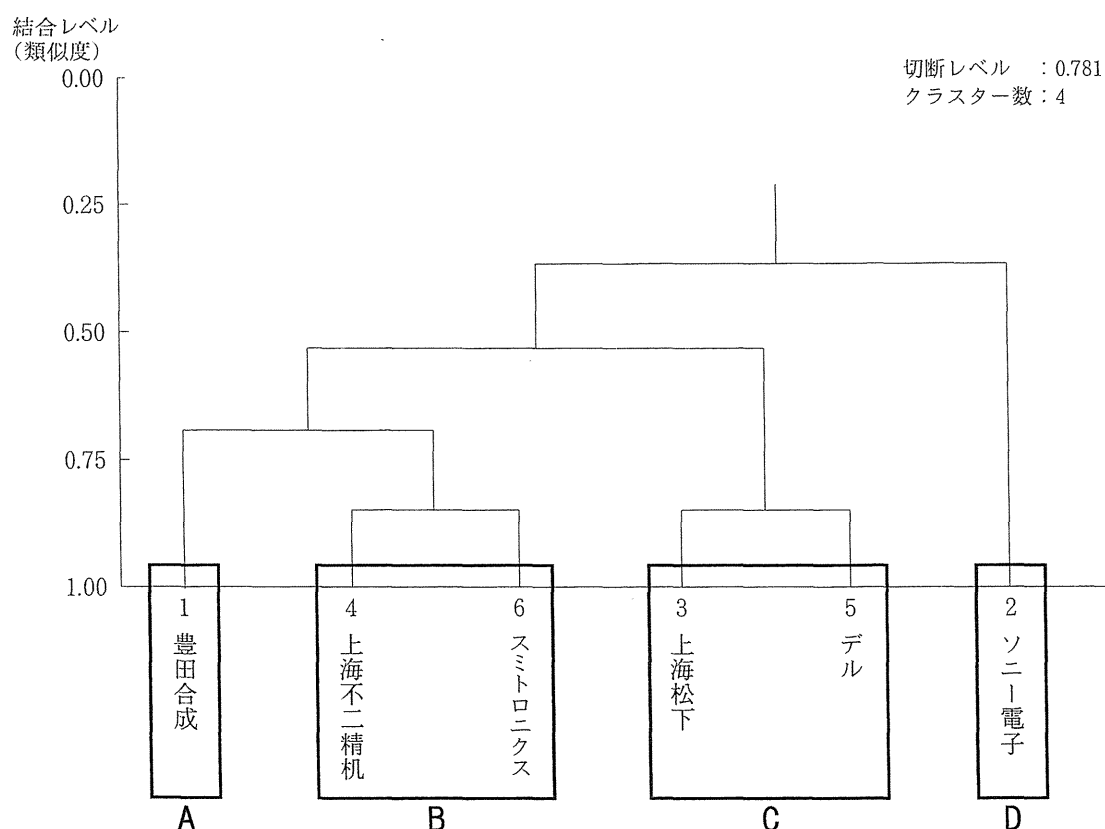 結合レベル
(類似度)
切断レベル :0.781
クラスター数:4
0.00
0.25
0.50
0.75
1.00
1
4
6
3
5
2
豊田合成
上海不二精机
スミトロニクス
上海松下
デル
ソニー電子
A
B
C
D